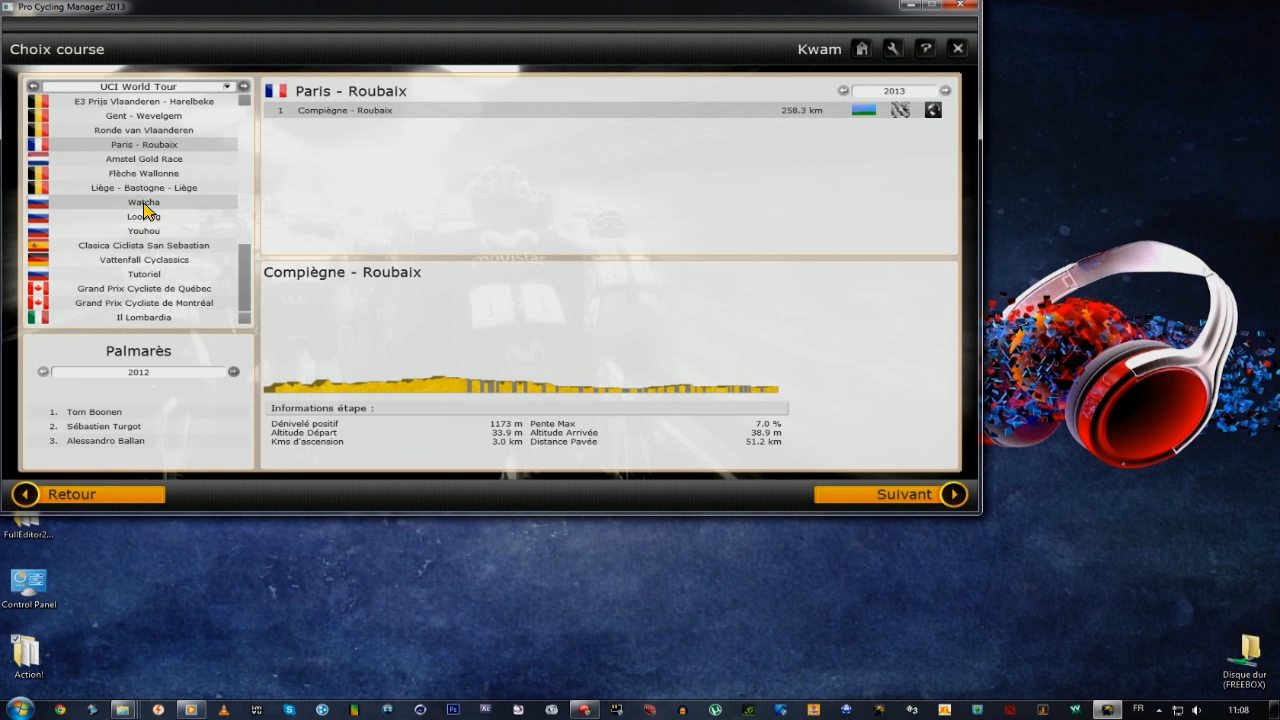 Pro Cycling Manager 2013
Choix course
Kwam
UCI World Tour
E3 Prijs Vlaanderen - Harelbeke
Gent - Wevelgem
Ronde van Vlaanderen
Paris - Roubaix
Amstel Gold Race
Flèche Wallonne
Liège - Bastogne - Liège
Watcha
Youhou
Clasica Ciclista San Sebastian
Vattenfall Cyclassics
Tutoriel
Grand Prix Cycliste de Québec
Grand Prix Cycliste de Montréal
Il Lombardia
Palmarès
2012
1. Tom Boonen
2. Sébastien Turgot
3. Alessandro Ballan
Paris - Roubaix
2013
1 Compiègne - Roubaix 258.3 km
movistar
Compiègne - Roubaix
Informations étape :
Dénivelé positif 1173 m Pente Max 7.0 %
Altitude Départ 33.9 m Altitude Arrivée 38.9 m
Kms d'ascension 3.0 km Distance Pavée 51.2 km
Retour
Suivant
FullEditor2...
Control Panel
Action!
Disque dur
(FREEBOX)
FR
11:08